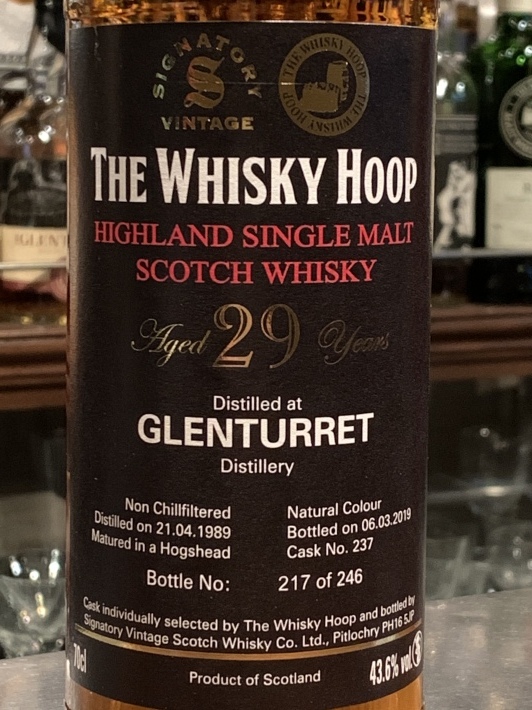 SIGNATORY
VINTAGE
THE WHISKY HOOP
THE WHISKY HOOP
THE WHISKY HOOP
HIGHLAND SINGLE MALT
SCOTCH WHISKY
Aged 29 Years
Distilled at
GLENTURRET
Distillery
Non Chillfiltered
Distilled on 21.04.1989
Matured in a Hogshead
Natural Colour
Bottled on 06.03.2019
Cask No. 237
Bottle No: 217 of 246
Cask individually selected by The Whisky Hoop and bottled by
Signatory Vintage Scotch Whisky Co. Ltd., Pitlochry PH16 5JP
70cl
43.6% vol
Product of Scotland